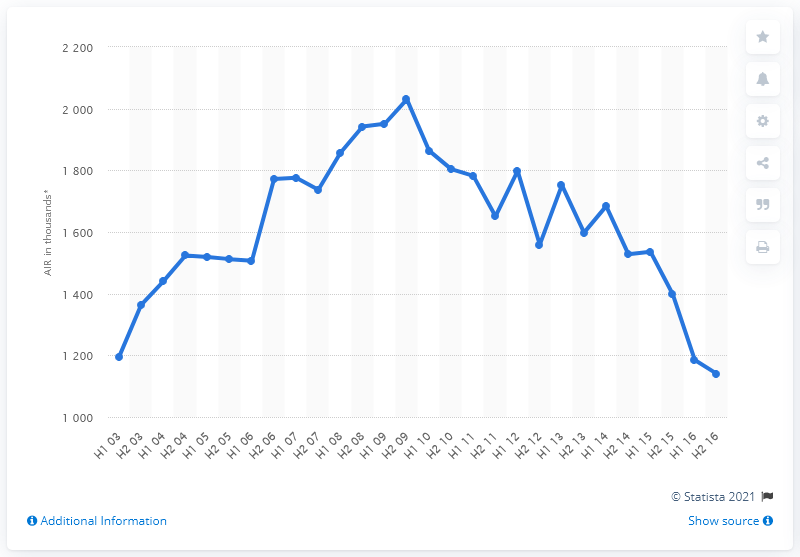 2 200
2 000
1 800
1 600
1 400
1 200
1 000
AIR in thousands*
H1 03
H2 03
H1 04
H2 04
H1 05
H2 05
H1 06
H2 06
H1 07
H2 07
H1 08
H2 08
H1 09
H2 09
H1 10
H2 10
H1 11
H2 11
H1 12
H2 12
H1 13
H2 13
H1 14
H2 14
H1 15
H2 15
H1 16
H2 16
© Statista 2021
Additional Information
Show source